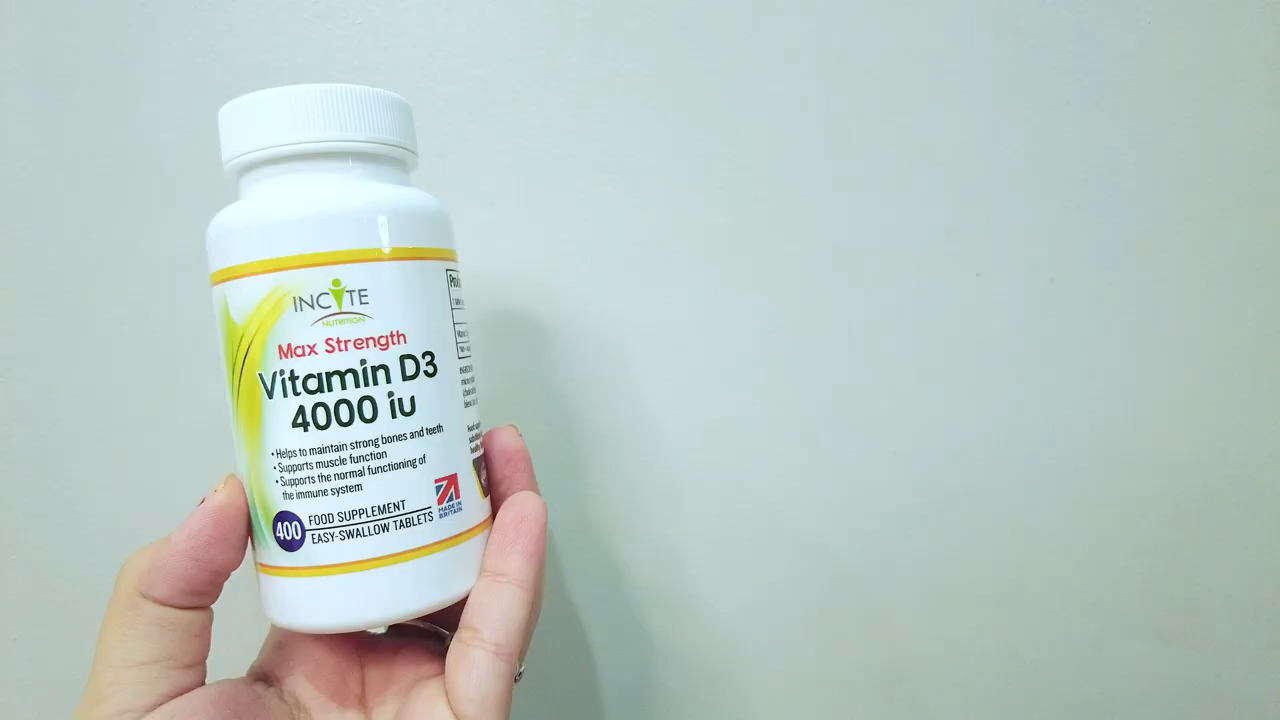 INCITE
NUTRITION
Max Strength
Vitamin D3
4000 iu
• Helps to maintain strong bones and teeth
• Supports muscle function
• Supports the normal functioning of
the immune system
400
FOOD SUPPLEMENT
EASY-SWALLOW TABLETS
MADE IN
BRITAIN